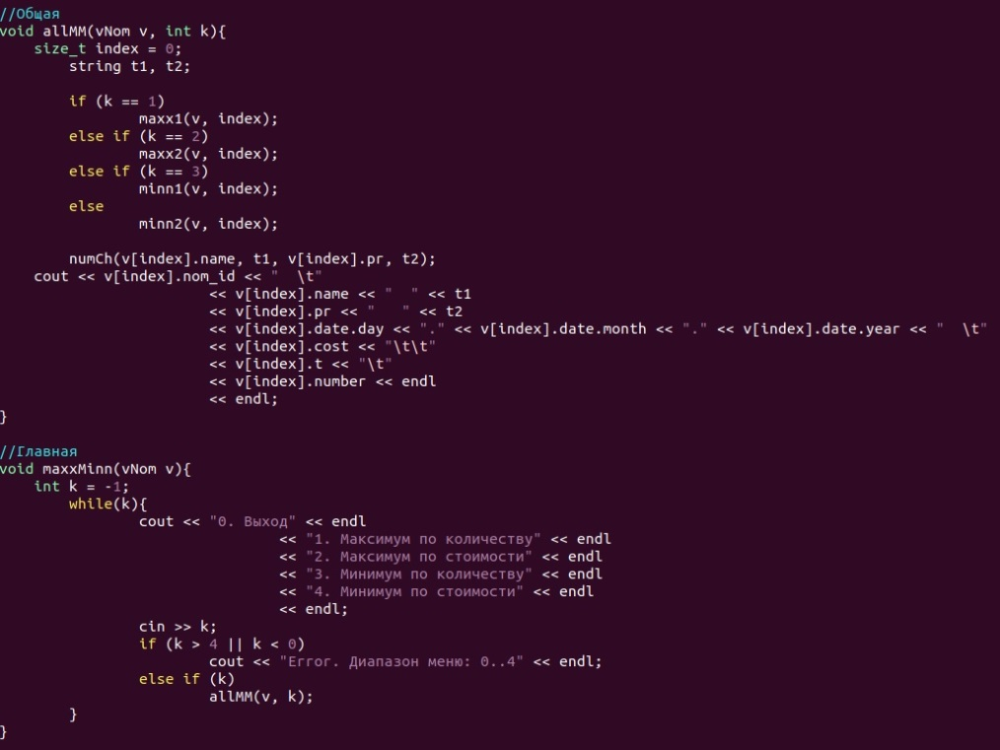 //Общая
void allMM(vNom v, int k){
    size_t index = 0;
        string t1, t2;

        if (k == 1)
                maxx1(v, index);
        else if (k == 2)
                maxx2(v, index);
        else if (k == 3)
                minn1(v, index);
        else
                minn2(v, index);

        numCh(v[index].name, t1, v[index].pr, t2);
    cout << v[index].nom_id << "  \t"
                        << v[index].name << "  " << t1
                        << v[index].pr << "   " << t2
                        << v[index].date.day << "." << v[index].date.month << "." << v[index].date.year << "  \t"
                        << v[index].cost << "\t\t"
                        << v[index].t << "\t"
                        << v[index].number << endl
                        << endl;
}

//Главная
void maxxMinn(vNom v){
    int k = -1;
        while(k){
                cout << "0. Выход" << endl
                                << "1. Максимум по количеству" << endl
                                << "2. Максимум по стоимости" << endl
                                << "3. Минимум по количеству" << endl
                                << "4. Минимум по стоимости" << endl
                                << endl;
                cin >> k;
                if (k > 4 || k < 0)
                        cout << "Error. Диапазон меню: 0..4" << endl;
                else if (k)
                        allMM(v, k);
        }
}